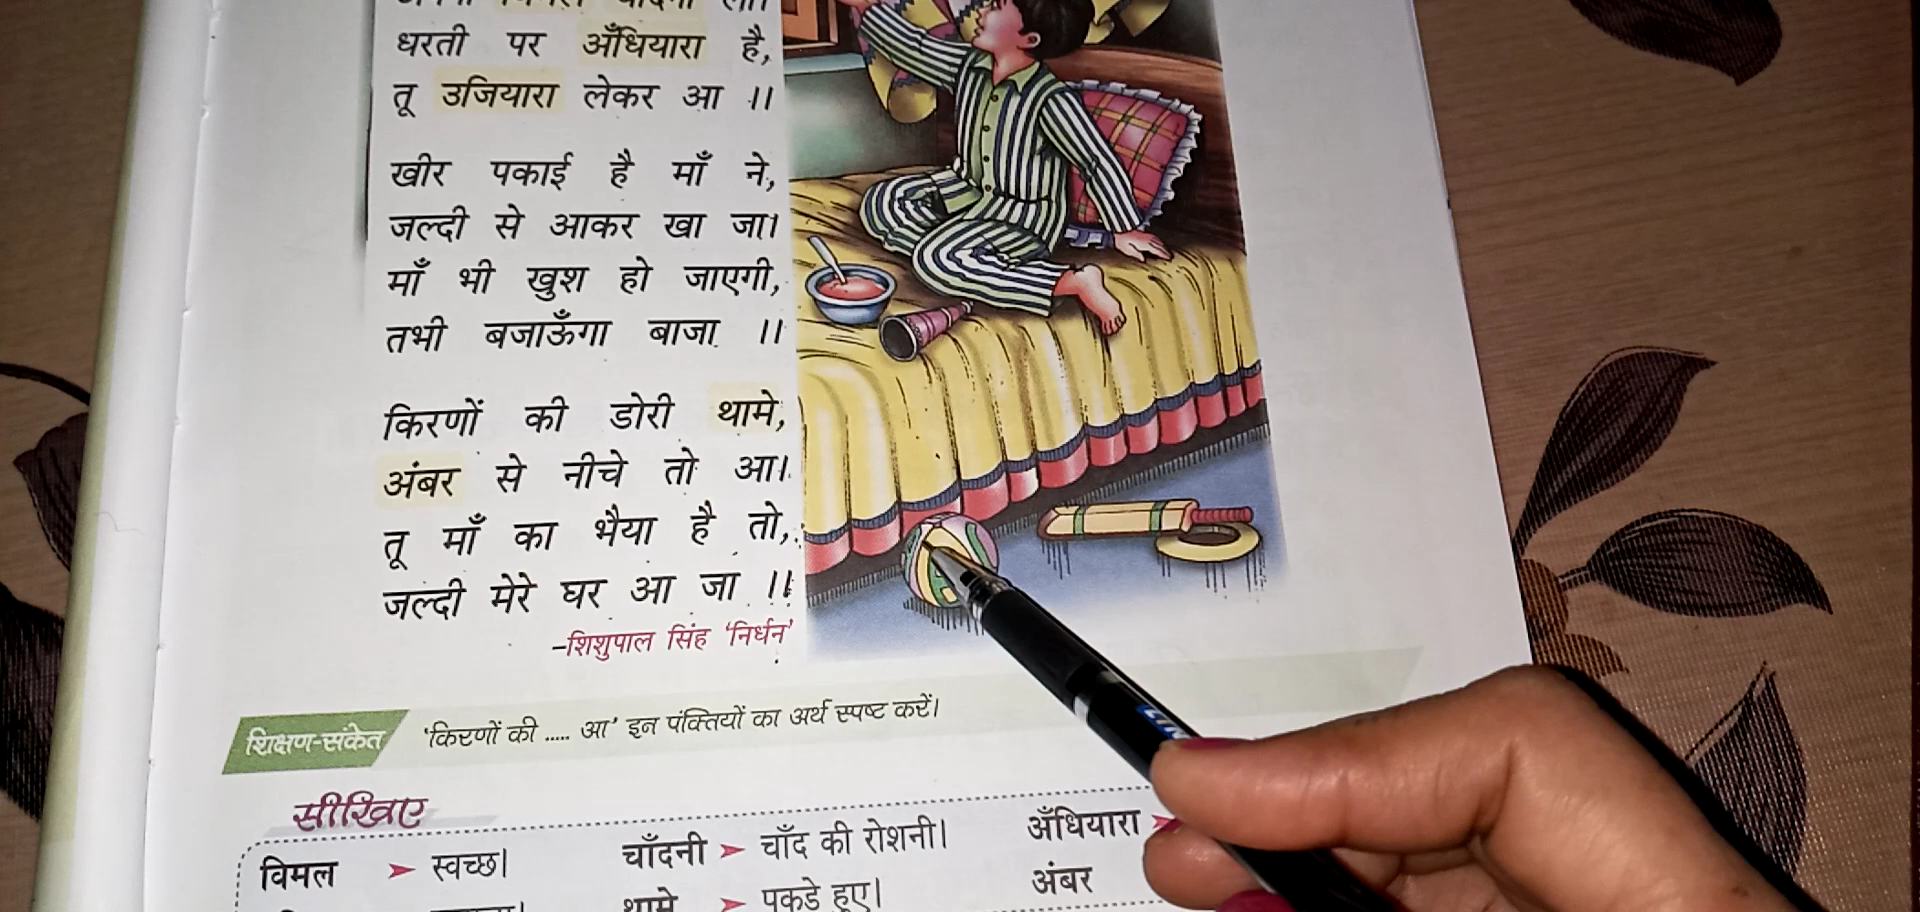 धरती पर अँधियारा है,
तू उजियारा लेकर आ ।।
खीर पकाई है माँ ने,
जल्दी से आकर खा जा।
माँ भी खुश हो जाएगी,
तभी बजाऊँगा बाजा ।।
किरणों की डोरी थामे,
अंबर से नीचे तो आ।
तू माँ का भैया है तो,
जल्दी मेरे घर आ जा ।।
–शिशुपाल सिंह 'निर्धन'
शिक्षण-संकेत 'किरणों की ..... आ' इन पंक्तियों का अर्थ स्पष्ट करें।
सीखिए
विमल ➤ स्वच्छ। चाँदनी ➤ चाँद की रोशनी। अँधियारा ➤
थामे ➤ पकड़े हुए। अंबर